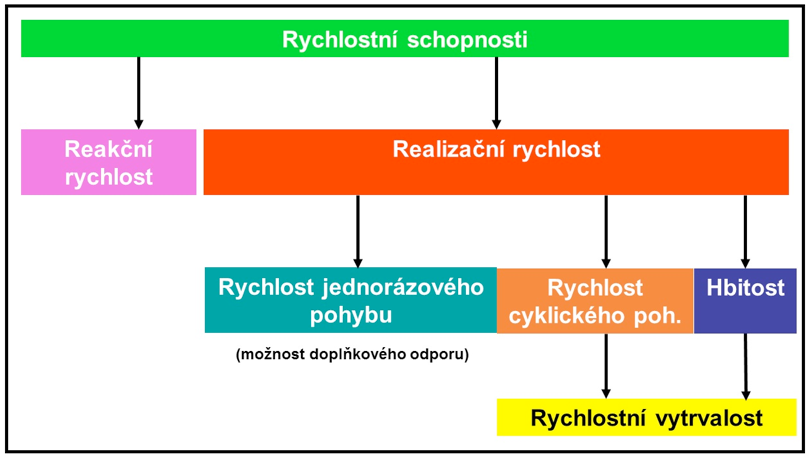 Rychlostní schopnosti
Reakční
rychlost
Realizační rychlost
Rychlost jednorázového
pohybu
Rychlost
cyklického poh.
Hbitost
(možnost doplňkového odporu)
Rychlostní vytrvalost